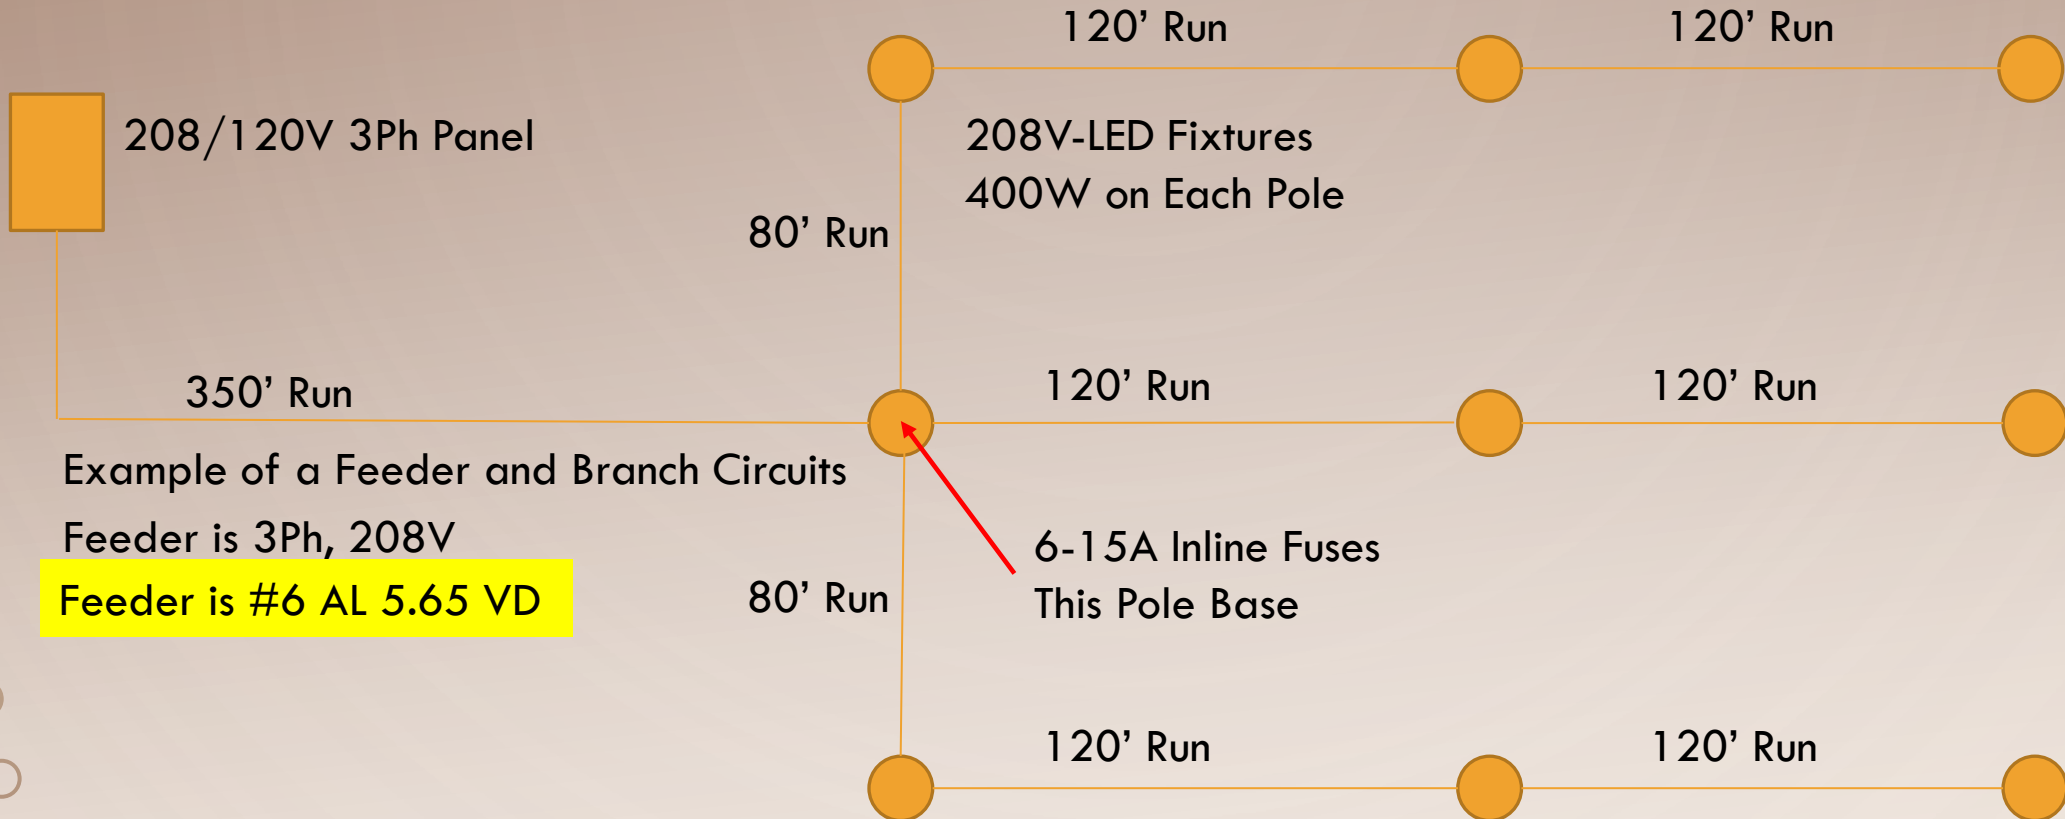 120’ Run
120’ Run
208/120V 3Ph Panel
208V-LED Fixtures
400W on Each Pole
80’ Run
350’ Run
120’ Run
120’ Run
Example of a Feeder and Branch Circuits
Feeder is 3Ph, 208V
Feeder is #6 AL 5.65 VD
6-15A Inline Fuses
This Pole Base
80’ Run
120’ Run
120’ Run